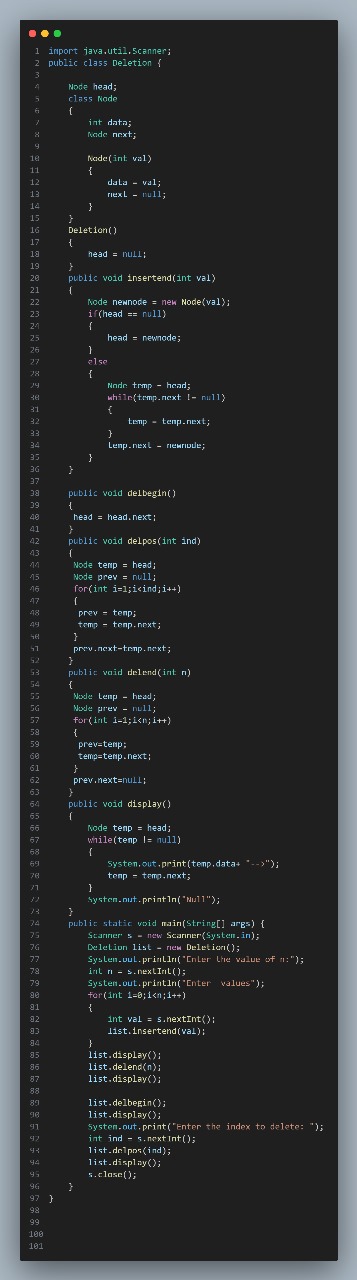 1 import java.util.Scanner;
2 public class Deletion {
3
4 Node head;
5 class Node
6 {
7 int data;
8 Node next;
9
10 Node(int val)
11 {
12 data = val;
13 next = null;
14 }
15 }
16 Deletion()
17 {
18 head = null;
19 }
20 public void insertend(int val)
21 {
22 Node newnode = new Node(val);
23 if(head == null)
24 {
25 head = newnode;
26 }
27 else
28 {
29 Node temp = head;
30 while(temp.next != null)
31 {
32 temp = temp.next;
33 }
34 temp.next = newnode;
35 }
36 }
37
38 public void delbegin()
39 {
40 head = head.next;
41 }
42 public void delpos(int ind)
43 {
44 Node temp = head;
45 Node prev = null;
46 for(int i=1;i<ind;i++)
47 {
48 prev = temp;
49 temp = temp.next;
50 }
51 prev.next=temp.next;
52 }
53 public void delend(int n)
54 {
55 Node temp = head;
56 Node prev = null;
57 for(int i=1;i<n;i++)
58 {
59 prev=temp;
60 temp=temp.next;
61 }
62 prev.next=null;
63 }
64 public void display()
65 {
66 Node temp = head;
67 while(temp != null)
68 {
69 System.out.print(temp.data+ "-->");
70 temp = temp.next;
71 }
72 System.out.println("Null");
73 }
74 public static void main(String[] args) {
75 Scanner s = new Scanner(System.in);
76 Deletion list = new Deletion();
77 System.out.println("Enter the value of n:");
78 int n = s.nextInt();
79 System.out.println("Enter  values");
80 for(int i=0;i<n;i++)
81 {
82 int val = s.nextInt();
83 list.insertend(val);
84 }
85 list.display();
86 list.delend(n);
87 list.display();
88
89 list.delbegin();
90 list.display();
91 System.out.print("Enter the index to delete: ");
92 int ind = s.nextInt();
93 list.delpos(ind);
94 list.display();
95 s.close();
96 }
97 }
98
99
100
101